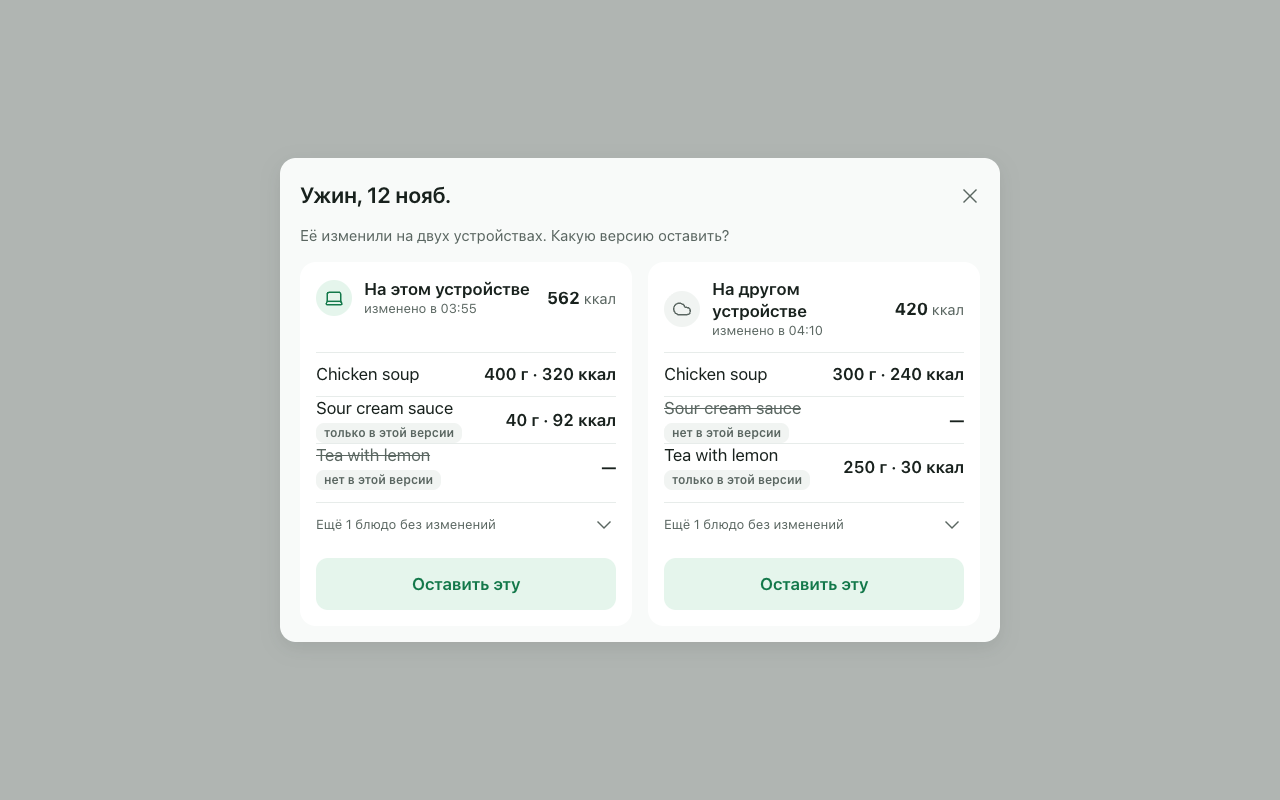 Ужин, 12 нояб.
Её изменили на двух устройствах. Какую версию оставить?
На этом устройстве
изменено в 03:55
562 ккал
Chicken soup
400 г · 320 ккал
Sour cream sauce
только в этой версии
40 г · 92 ккал
Tea with lemon
нет в этой версии
—
Ещё 1 блюдо без изменений
Оставить эту
На другом
устройстве
изменено в 04:10
420 ккал
Chicken soup
300 г · 240 ккал
Sour cream sauce
нет в этой версии
—
Tea with lemon
только в этой версии
250 г · 30 ккал
Ещё 1 блюдо без изменений
Оставить эту